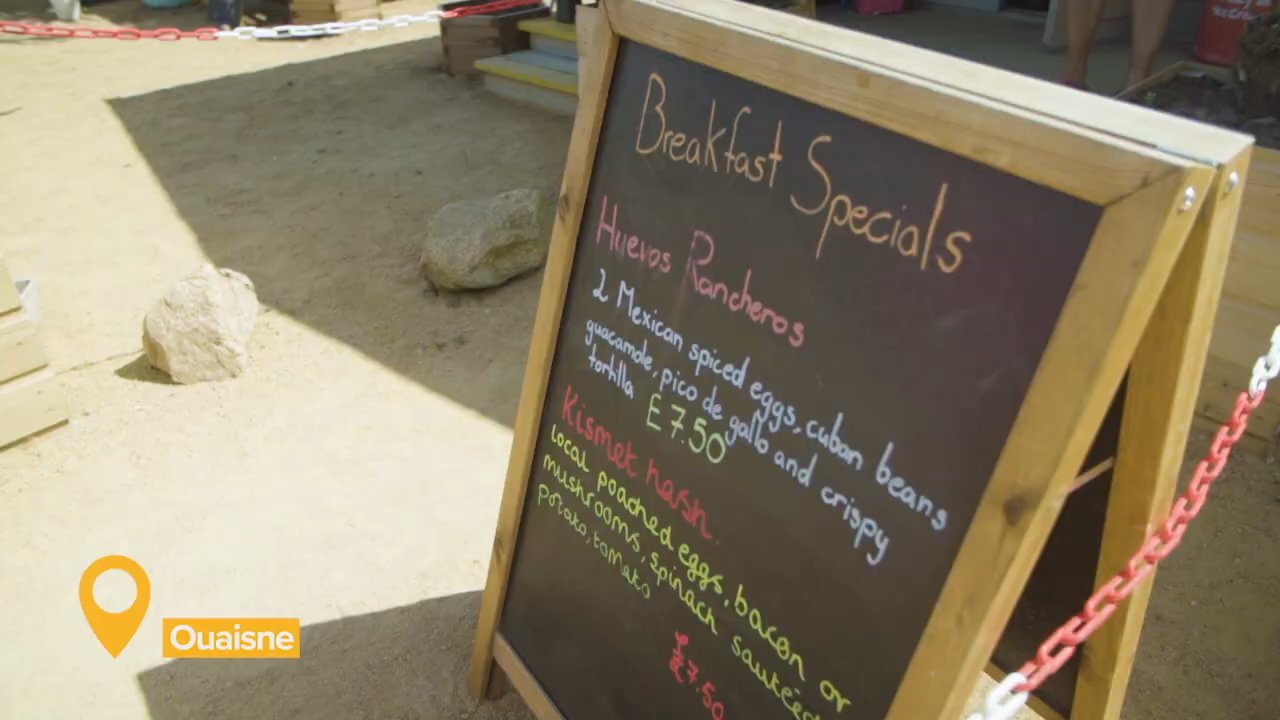 Breakfast Specials
Huevos Rancheros
2 Mexican spiced eggs, cuban beans
guacamole, pico de gallo and crispy
tortilla £7.50
Kismet hash.
local poached eggs, bacon or
mushrooms, spinach sautéed
potato, tomato
£7.50
Ouaisne